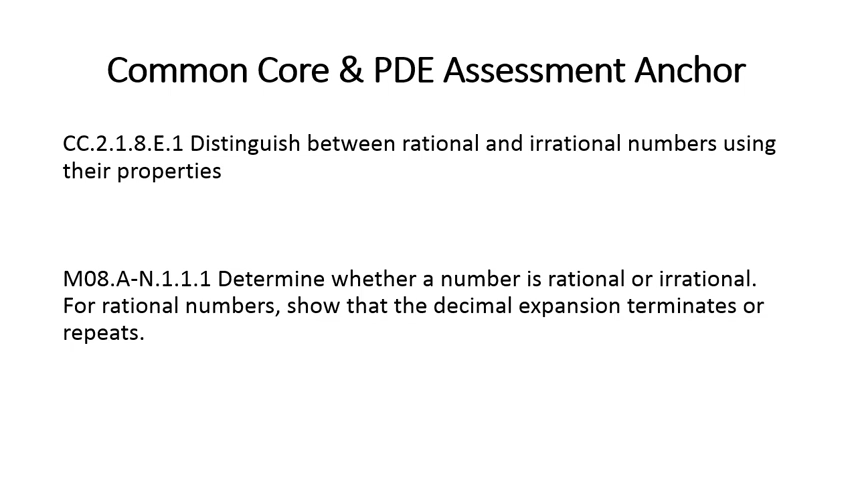 Common Core & PDE Assessment Anchor
CC.2.1.8.E.1 Distinguish between rational and irrational numbers using
their properties
M08.A-N.1.1.1 Determine whether a number is rational or irrational.
For rational numbers, show that the decimal expansion terminates or
repeats.